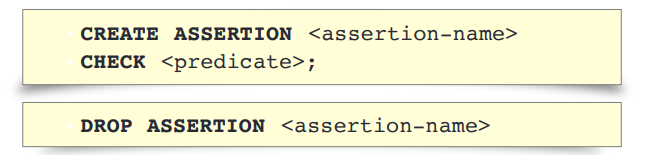 CREATE ASSERTION <assertion-name>
CHECK <predicate>;
DROP ASSERTION <assertion-name>